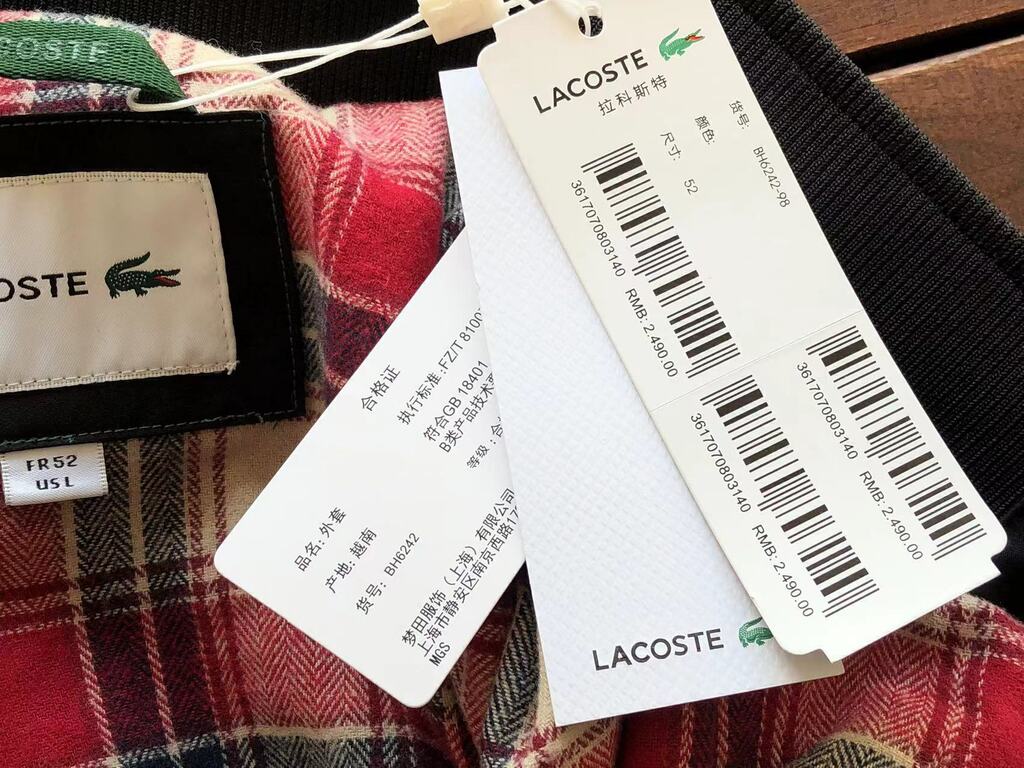 COSTE
OSTE
FR 52
US L
合格证
执行标准:FZ/T 8100
符合GB 18401
B类产品技术
等级:合
品名:外套
产地:越南
货号: BH6242
梦田服饰(上海)有限公司
上海市静安区南京西路17
MGS
LACOSTE
LACOSTE
拉科斯特
货号: BH6242-98
颜色:
尺寸: 52
3617070803140 RMB: 2,490.00
3617070803140 RMB: 2,490.00
3617070803140 RMB: 2,490.00